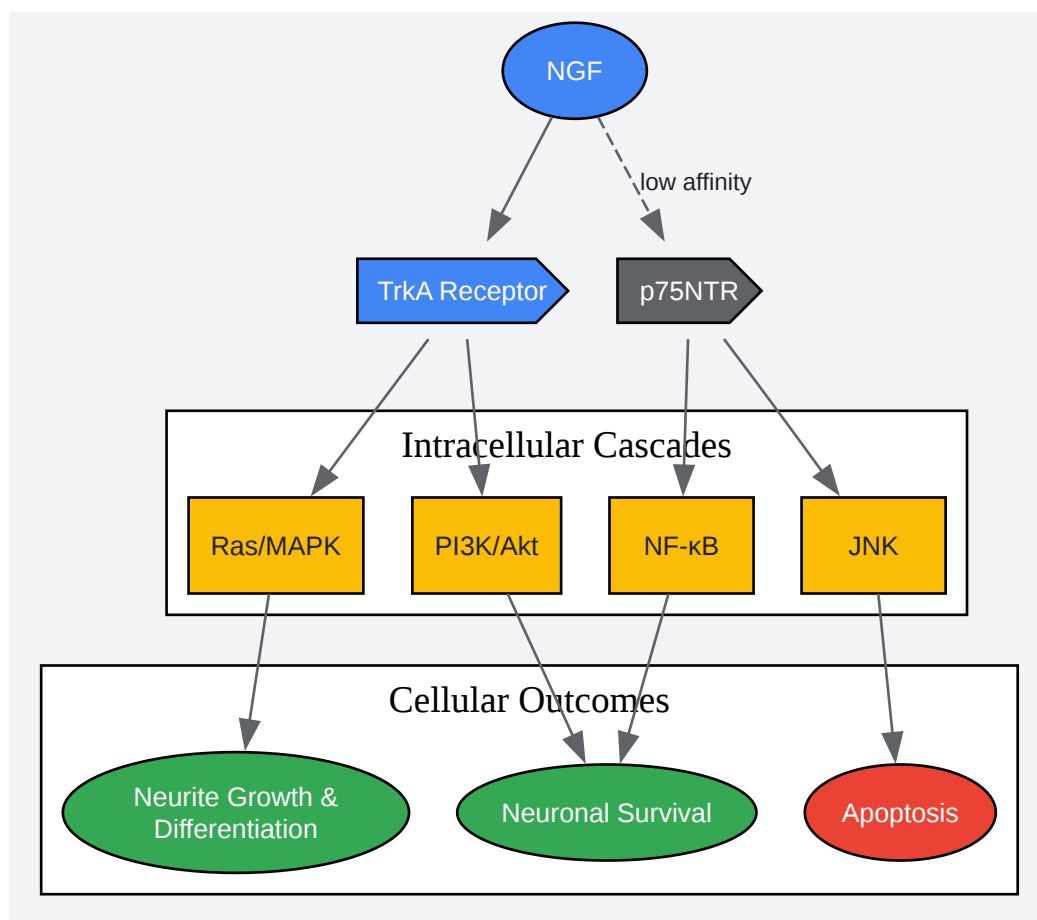 NGF
low affinity
TrkA Receptor
p75NTR
Intracellular Cascades
Ras/MAPK
PI3K/Akt
NF-κB
JNK
Cellular Outcomes
Neurite Growth &
Differentiation
Neuronal Survival
Apoptosis